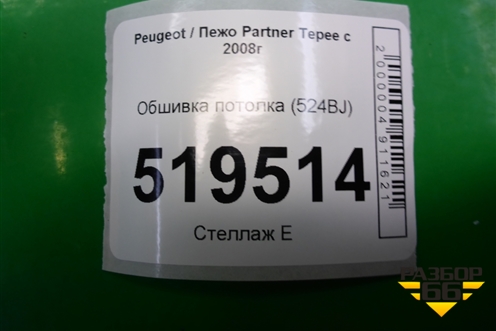 Peugeot / Пежо Partner Tepee с
2008г
Обшивка потолка (524BJ)
519514
Стеллаж Е
2000004911621
РАЗБОР
66